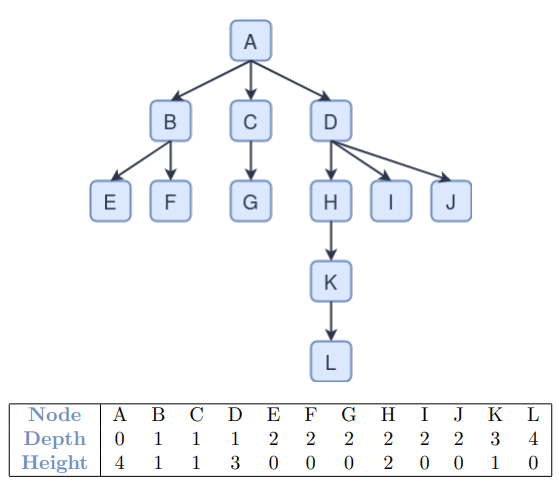 A
B C D
E F G H I J
K
L
Node A B C D E F G H I J K L
Depth 0 1 1 1 2 2 2 2 2 2 3 4
Height 4 1 1 3 0 0 0 2 0 0 1 0